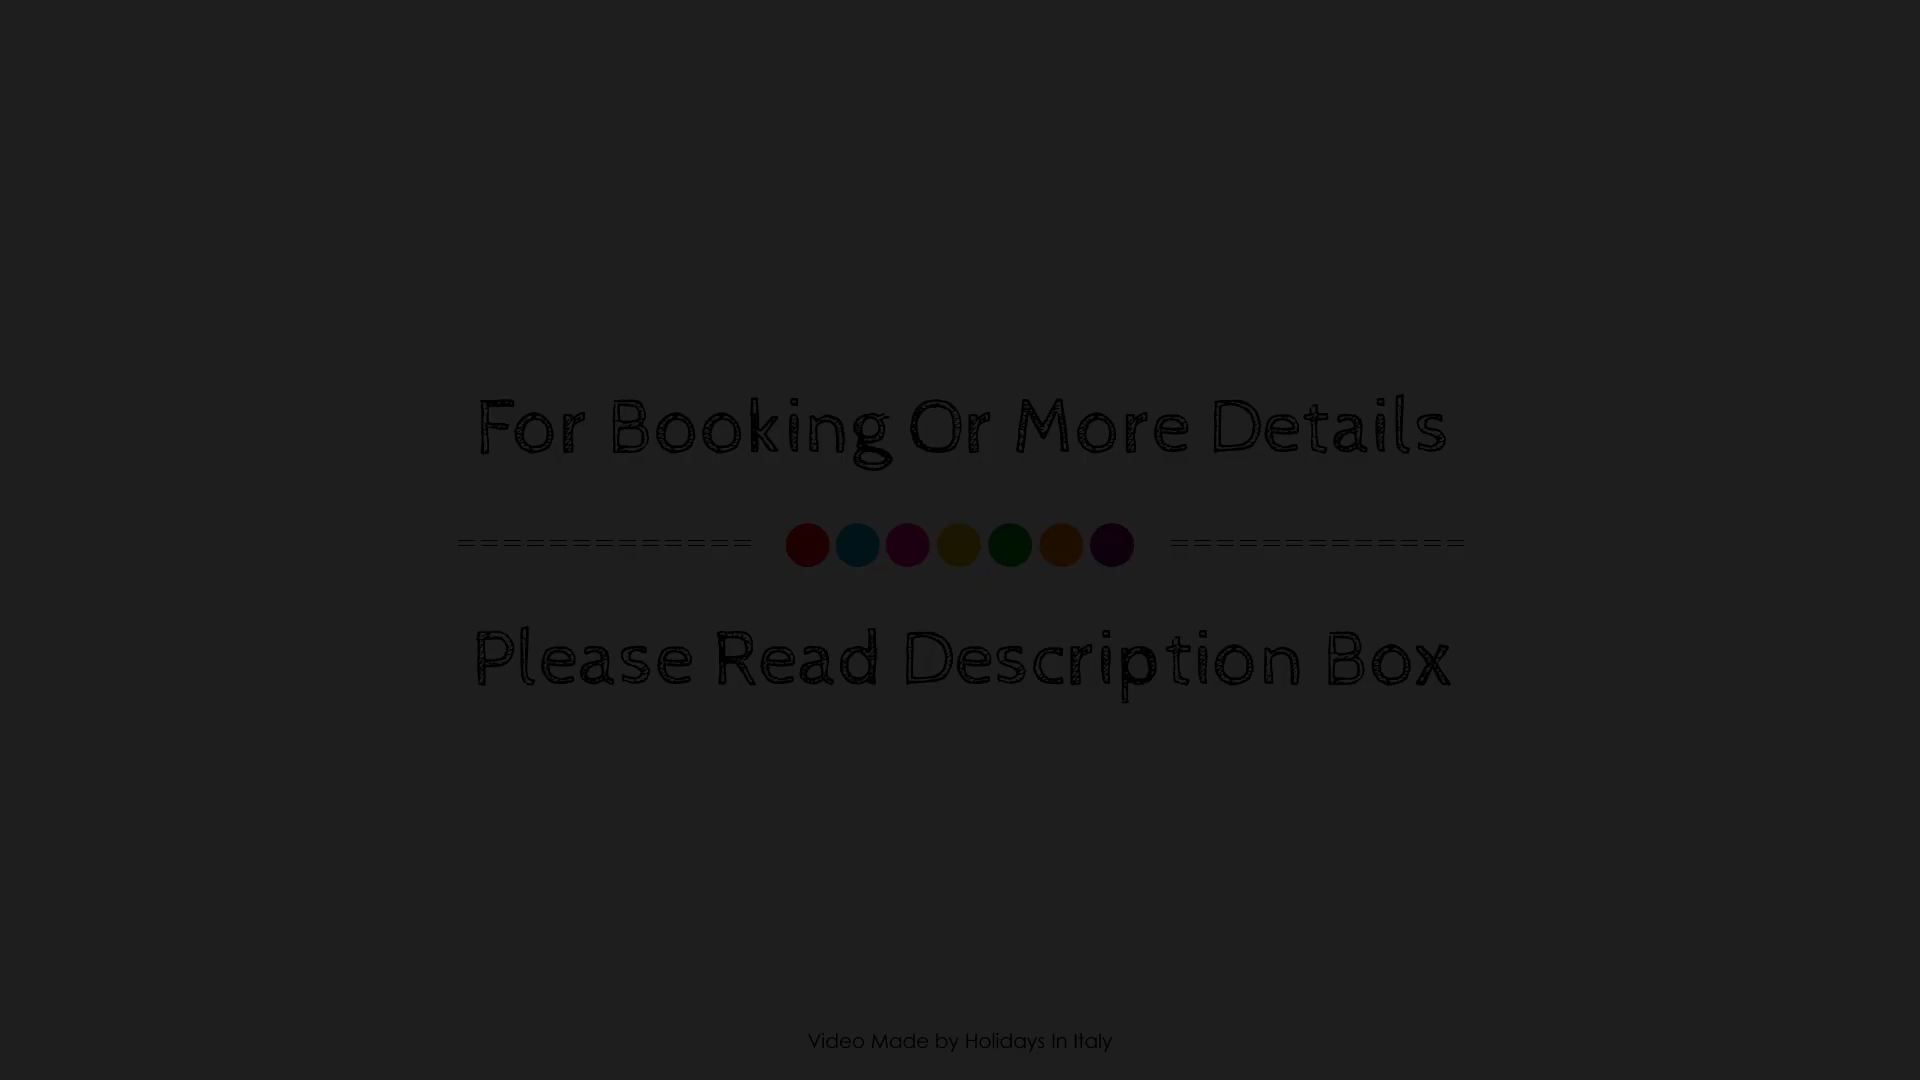 For Booking Or More Details
============= =============
Please Read Description Box
Video Made by Holidays In Italy